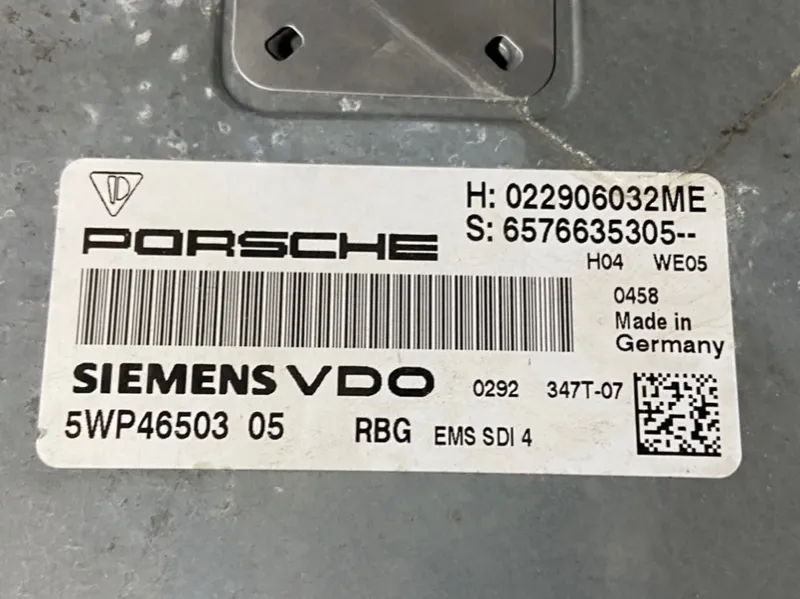 H: 022906032ME
PORSCHE
S: 6576635305--
H04 WE05
0458
Made in
Germany
SIEMENS VDO 0292 347T-07
5WP46503 05 RBG EMS SDI 4